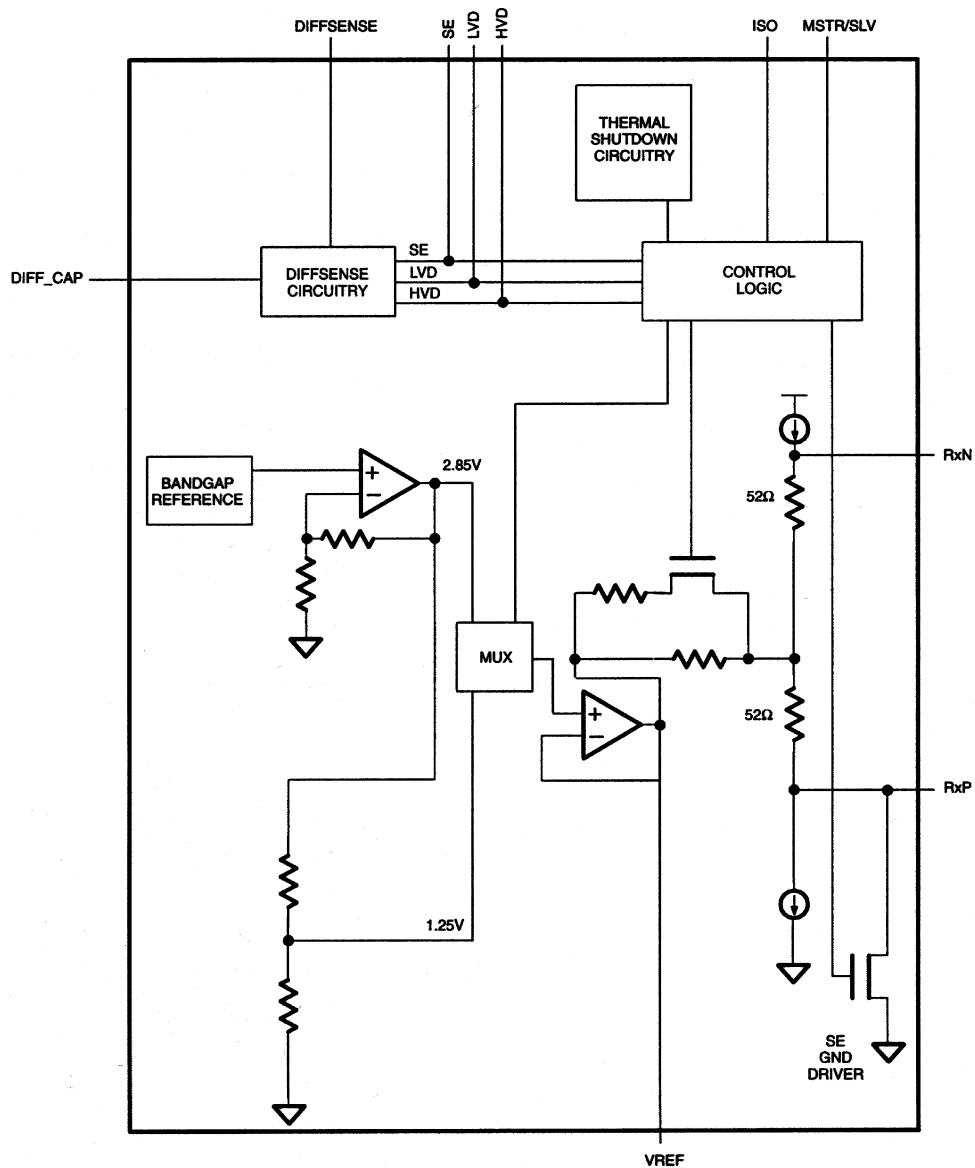 DIFFSENSE
SE
LVD
HVD
ISO
MSTR/SLV
THERMAL
SHUTDOWN
CIRCUITRY
DIFF_CAP
DIFFSENSE
CIRCUITRY
SE
LVD
HVD
CONTROL
LOGIC
BANDGAP
REFERENCE
+
−
2.85V
RxN
52Ω
MUX
+
−
52Ω
RxP
1.25V
SE
GND
DRIVER
VREF